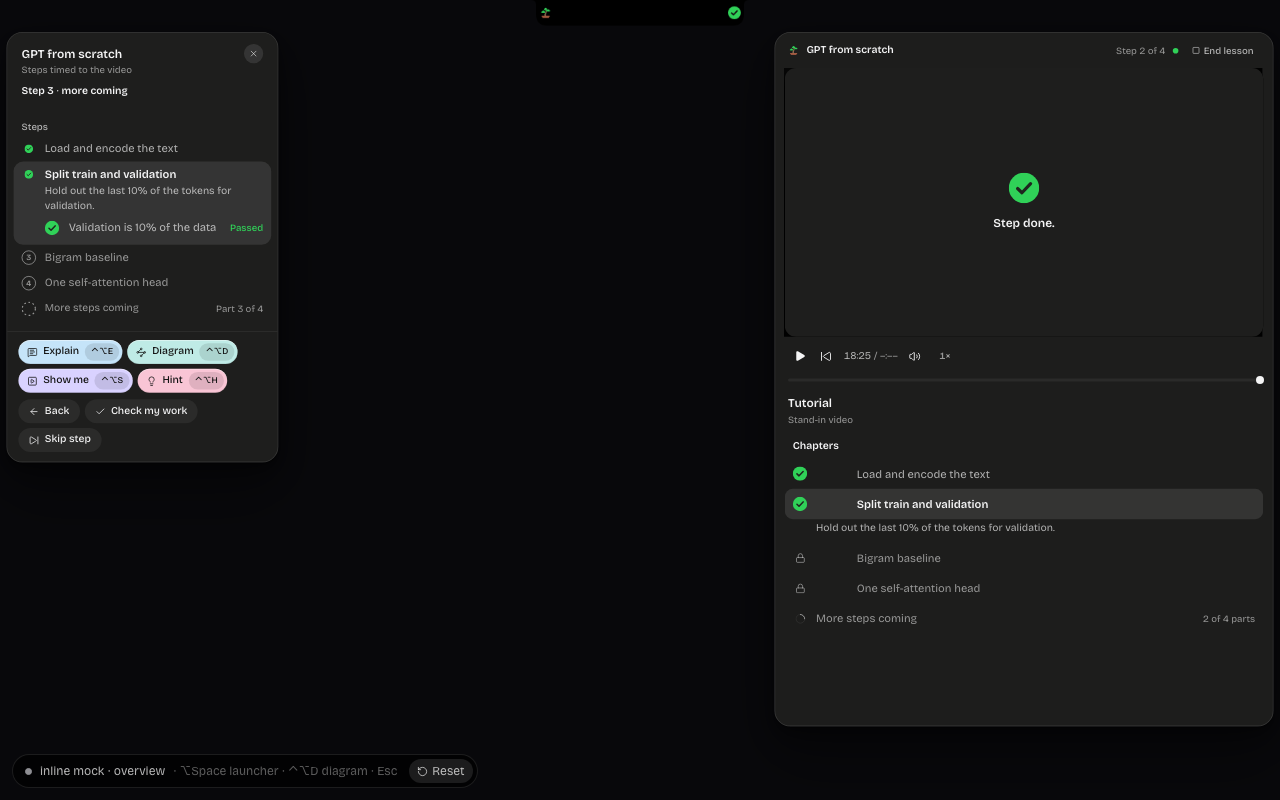 GPT from scratch
Steps timed to the video
Step 3 · more coming
Steps
Load and encode the text
Split train and validation
Hold out the last 10% of the tokens for
validation.
Validation is 10% of the data Passed
3 Bigram baseline
4 One self-attention head
More steps coming Part 3 of 4
Explain ^⌥E Diagram ^⌥D
Show me ^⌥S Hint ^⌥H
Back Check my work
Skip step
GPT from scratch Step 2 of 4 End lesson
Step done.
18:25 / –:–– 1×
Tutorial
Stand-in video
Chapters
Load and encode the text
Split train and validation
Hold out the last 10% of the tokens for validation.
Bigram baseline
One self-attention head
More steps coming 2 of 4 parts
Inline mock · overview · ⌥Space launcher · ^⌥D diagram · Esc Reset